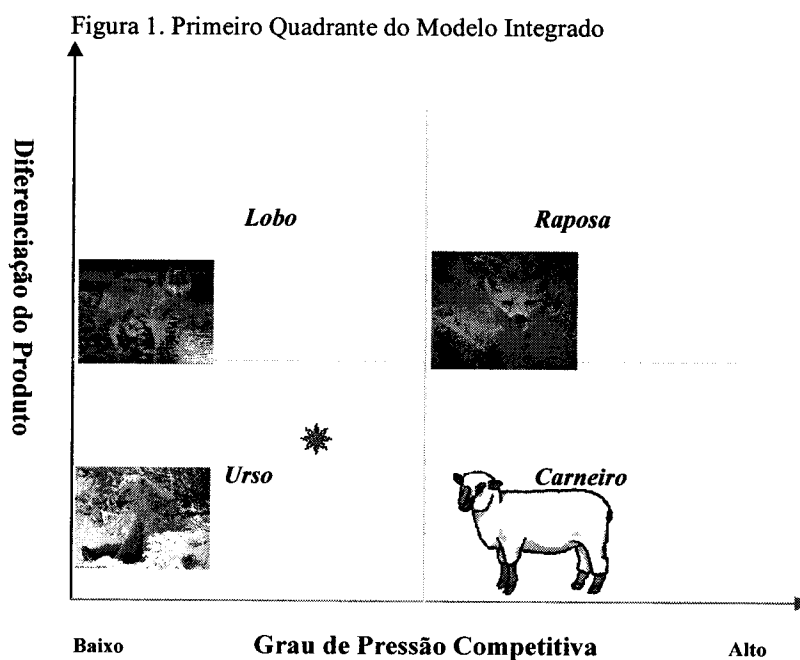 Figura 1. Primeiro Quadrante do Modelo Integrado
Diferenciação do Produto
Lobo
Raposa
Urso
Carneiro
Baixo
Grau de Pressão Competitiva
Alto